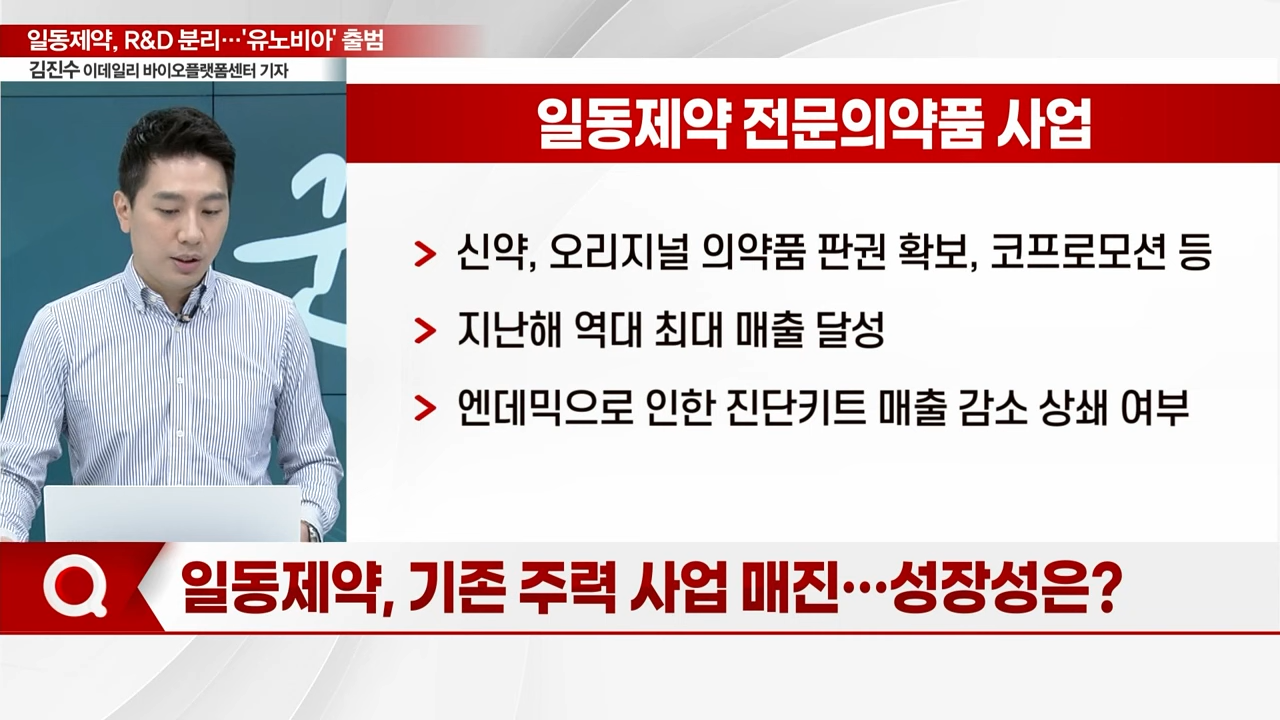 일동제약, R&D 분리…'유노비아' 출범
김진수 이데일리 바이오플랫폼센터 기자
일동제약 전문의약품 사업
> 신약, 오리지널 의약품 판권 확보, 코프로모션 등
> 지난해 역대 최대 매출 달성
> 엔데믹으로 인한 진단키트 매출 감소 상쇄 여부
Q 일동제약, 기존 주력 사업 매진…성장성은?